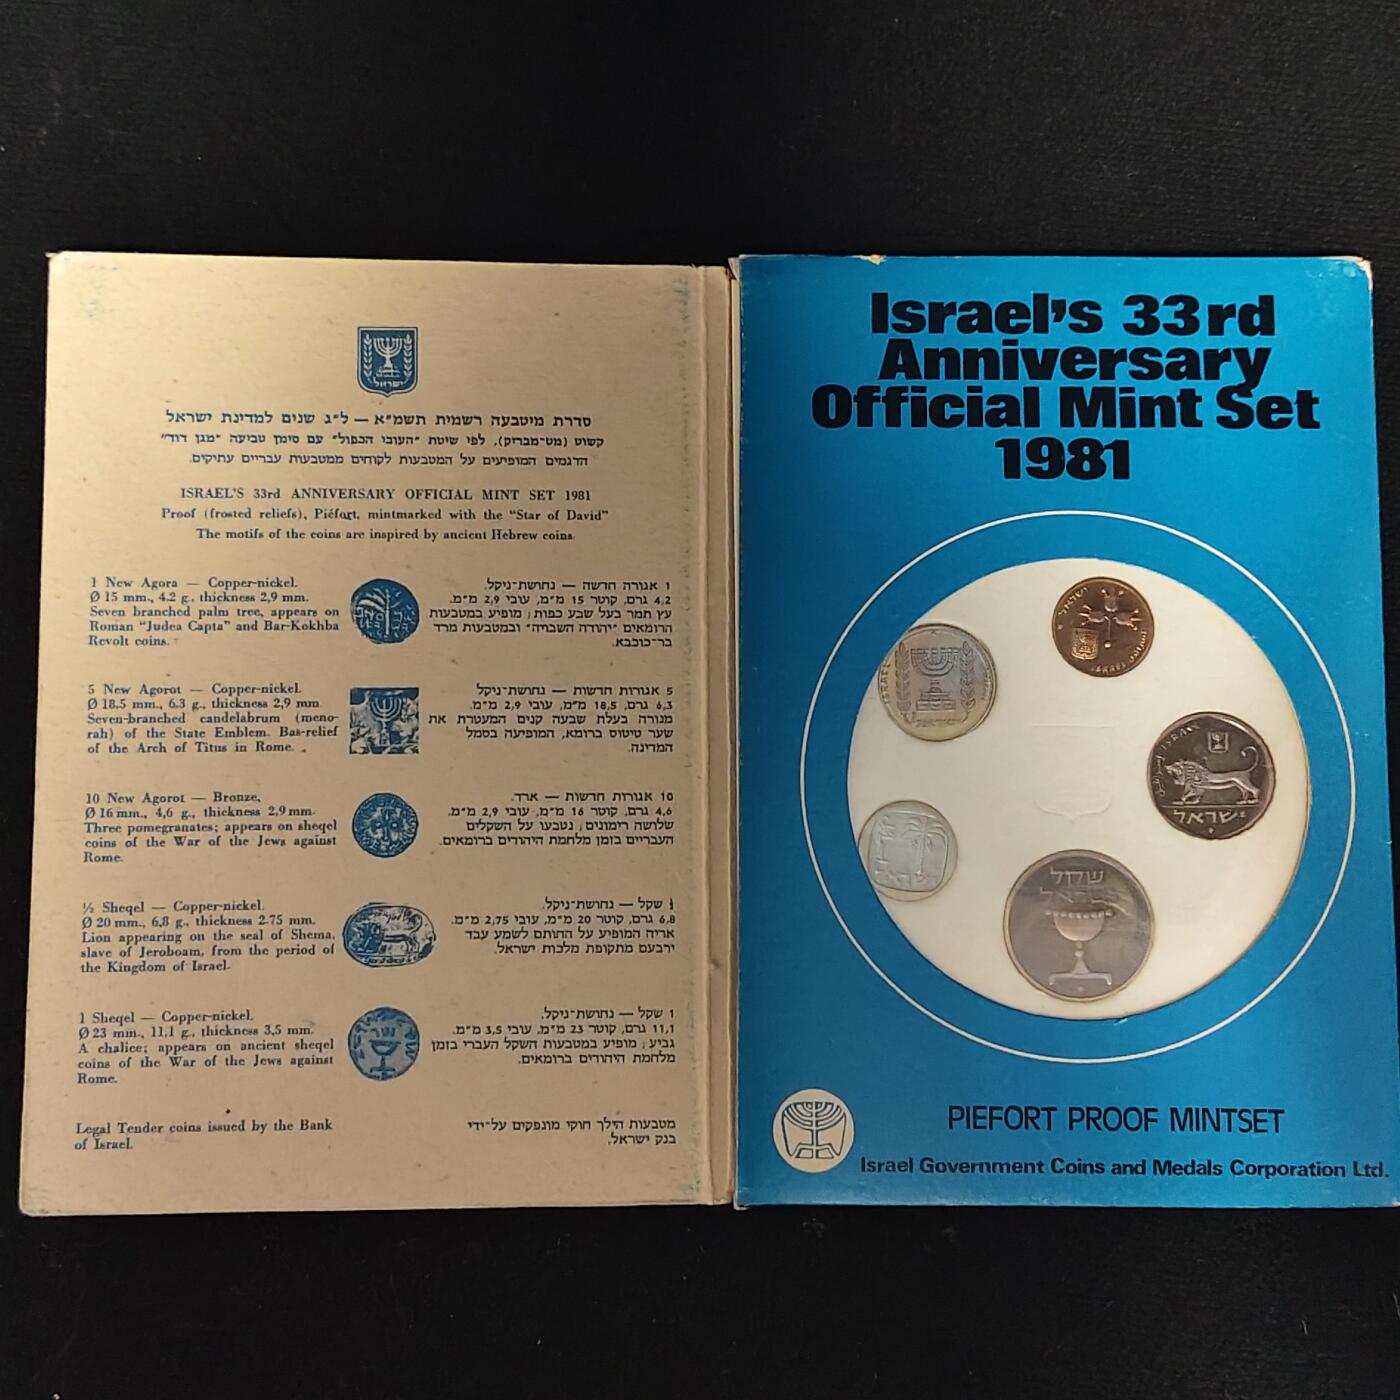 סדרת מיטבעה רשמית תשמ״א — ל״ג שנים למדינת ישראל
קשוט (מט-מבריק), לפי שיטת ״העובי הכפול״ עם סימן טביעה ״מגן דוד״
הדגמים המופיעים על המטבעות לקוחים ממטבעות עבריים עתיקים.
ISRAEL'S 33rd ANNIVERSARY OFFICIAL MINT SET 1981
Proof (frosted reliefs), Piéfort, mintmarked with the "Star of David"
The motifs of the coins are inspired by ancient Hebrew coins.
1 New Agora — Copper-nickel.
Ø 15 mm., 4.2 g., thickness 2,9 mm.
Seven branched palm tree, appears on
Roman "Judea Capta" and Bar-Kokhba
Revolt coins.
1 אגורה חדשה — נחושת־ניקל.
4,2 גרם, קוטר 15 מ״מ, עובי 2,9 מ״מ.
עץ תמר בעל שבע כפות; מופיע במטבעות
הרומאים ״יהודה השבויה״ ובמטבעות מרד
בר־כוכבא.
5 New Agorot — Copper-nickel.
Ø 18.5 mm., 6.3 g., thickness 2,9 mm
Seven-branched candelabrum (meno-
rah) of the State Emblem. Bas-relief
of the Arch of Titus in Rome.
5 אגורות חדשות — נחושת־ניקל
6,3 גרם, 18,5 מ״מ, עובי 2,9 מ״מ.
מנורה בעלת שבעה קנים המעטרת את
שער טיטוס ברומא, המופיעה בסמל
המדינה.
10 New Agorot — Bronze,
Ø 16 mm., 4,6 g., thickness 2,9 mm.
Three pomegranates; appears on sheqel
coins of the War of the Jews against
Rome.
10 אגורות חדשות — ארד.
4,6 גרם, קוטר 16 מ״מ, עובי 2,9 מ״מ.
שלושה רימונים; נטבעו על השקלים
העבריים בזמן מלחמת היהודים ברומאים.
½ Sheqel — Copper-nickel.
Ø 20 mm., 6,8 g., thickness 2.75 mm.
Lion appearing on the seal of Shema,
slave of Jeroboam, from the period of
the Kingdom of Israel.
½ שקל — נחושת־ניקל.
6,8 גרם, קוטר 20 מ״מ, עובי 2,75 מ״מ.
אריה המופיע על החותם לשמע עבד
ירבעם מתקופת מלכות ישראל.
1 Sheqel — Copper-nickel.
Ø 23 mm., 11,1 g., thickness 3,5 mm.
A chalice; appears on ancient sheqel
coins of the War of the Jews against
Rome.
1 שקל — נחושת־ניקל.
11,1 גרם, קוטר 23 מ״מ, עובי 3,5 מ״מ.
גביע; מופיע במטבעות השקל העברי בזמן
מלחמת היהודים ברומאים.
Legal Tender coins issued by the Bank
of Israel.
מטבעות הילך חוקי מונפקים על־ידי
בנק ישראל.
Israel's 33rd
Anniversary
Official Mint Set
1981
ישראל
ISRAEL
ISRAEL
ישראל
שקל
PIEFORT PROOF MINTSET
Israel Government Coins and Medals Corporation Ltd.